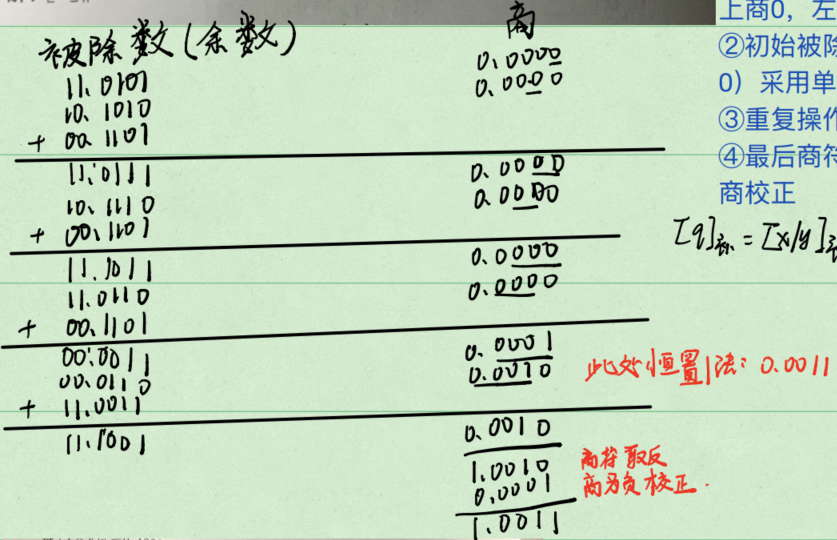 被除数(余数)
商
11.0101
0.0000
10.1010
0.0000
+ 00.1101
11.0111
0.0000
10.1110
0.0000
+ 00.1101
11.1011
0.0000
11.0110
0.0000
+ 00.1101
00.0011
0.0001
00.0110
0.0010
此处恒置1法: 0.0011
+ 11.0011
11.1001
0.0010
1.0010
商符取反
0.0001
商为负校正.
1.0011
上商0，左
②初始被除
0）采用单
③重复操作
④最后商符
商校正
[q]补=[x/y]补